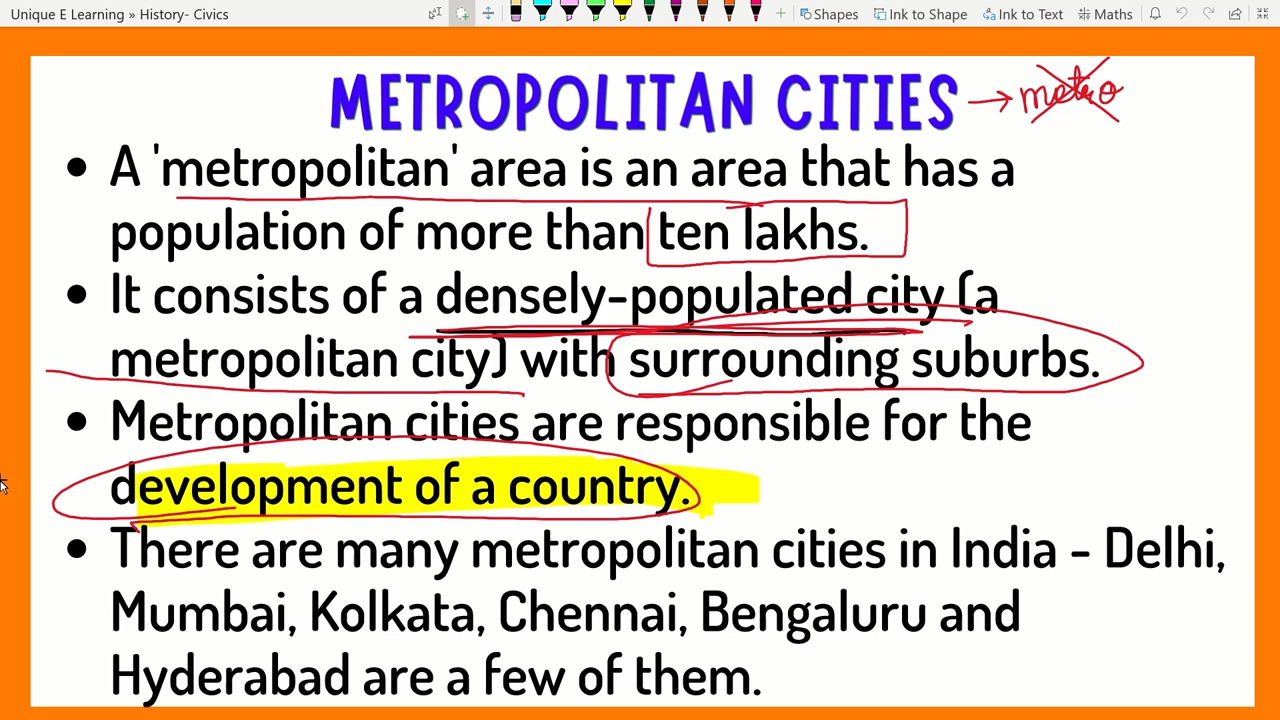 Unique E Learning » History- Civics
Shapes Ink to Shape Ink to Text Maths
METROPOLITAN CITIES → metro
• A 'metropolitan' area is an area that has a
population of more than ten lakhs.
• It consists of a densely-populated city (a
metropolitan city) with surrounding suburbs.
• Metropolitan cities are responsible for the
development of a country.
• There are many metropolitan cities in India - Delhi,
Mumbai, Kolkata, Chennai, Bengaluru and
Hyderabad are a few of them.